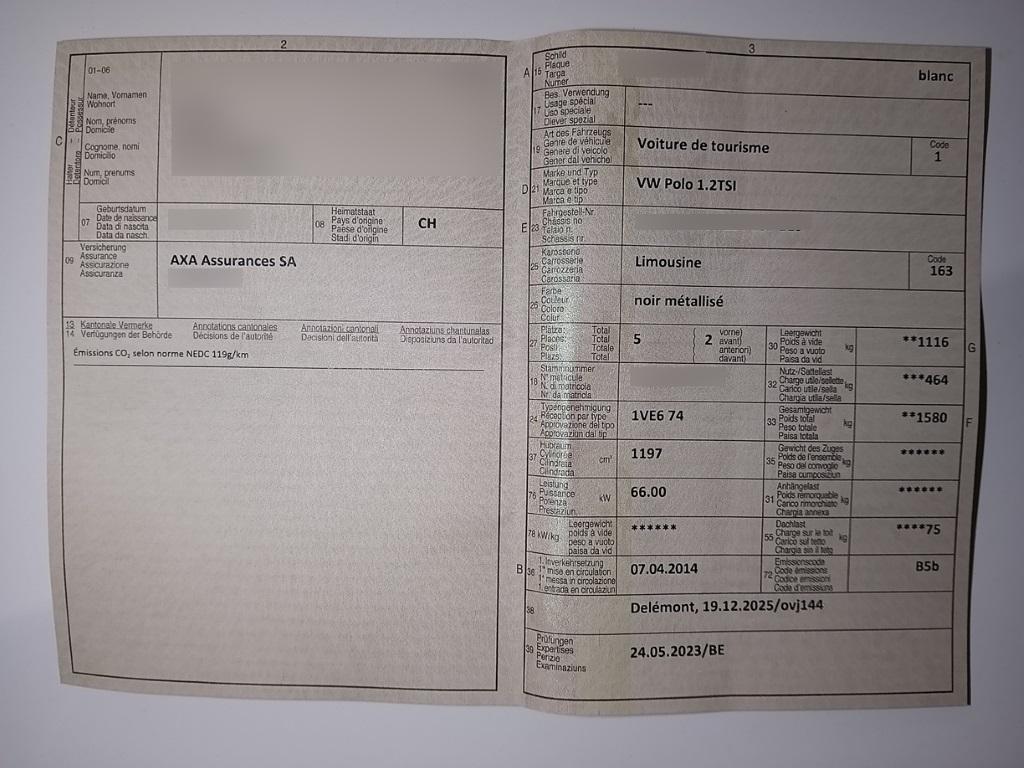 2
01-06
C
Halter - Détenteur
Detentore - Possessur
Name, Vornamen
Wohnort
Nom, prénoms
Domicile
Cognome, nomi
Domicilio
Num, prenums
Domicil
07
Geburtsdatum
Date de naissance
Data di nascita
Data da nasch.
08
Heimatstaat
Pays d'origine
Paese d'origine
Stadi d'origin
CH
09
Versicherung
Assurance
Assicurazione
Assicuranza
AXA Assurances SA
13 Kantonale Vermerke Annotations cantonales Annotazioni cantonali Annotaziuns chantunalas
14 Verfügungen der Behörde Décisions de l'autorité Decisioni dell'autorità Disposiziuns da l'autoritad
Émissions CO₂ selon norme NEDC 119g/km
3
A 15
Schild
Plaque
Targa
Numer
blanc
17
Bes. Verwendung
Usage spécial
Uso speciale
Diever spezial
---
19
Art des Fahrzeugs
Genre de véhicule
Genere di veicolo
Gener dal vehichel
Voiture de tourisme
Code
1
D 21
Marke und Typ
Marque et type
Marca e tipo
Marca e tip
VW Polo 1.2TSI
E 23
Fahrgestell-Nr.
Châssis no
Telaio n.
Schassis nr.
25
Karosserie
Carrosserie
Carrozzeria
Carossaria
Limousine
Code
163
26
Farbe
Couleur
Colore
Colur
noir métallisé
27
Plätze: Total
Places: Total
Posti: Totale
Plazs: Total
5
2
vorne)
avant)
anteriori)
davant)
30
Leergewicht
Poids à vide
Peso a vuoto
Paisa da vid
kg
**1116
G
18
Stammnummer
N° matricule
N. di matricola
Nr. da matricla
32
Nutz-/Sattellast
Charge utile/sellette
Carico utile/sella
Chargia utila/sella
kg
***464
24
Typengenehmigung
Réception par type
Approvazione del tipo
Approvaziun dal tip
1VE6 74
33
Gesamtgewicht
Poids total
Peso totale
Paisa totala
kg
**1580
F
37
Hubraum
Cylindrée
Cilindrata
Cilindrada
cm³
1197
35
Gewicht des Zuges
Poids de l'ensemble
Peso del convoglio
Paisa cumposiziun
kg
******
76
Leistung
Puissance
Potenza
Prestaziun
kW
66.00
31
Anhängelast
Poids remorquable
Carico rimorchiato
Chargia annexa
kg
******
78 kW/kg
Leergewicht
poids à vide
peso a vuoto
paisa da vid
******
55
Dachlast
Charge sur le toit
Carico sul tetto
Chargia sin il tetg
kg
****75
B 36
1. Inverkehrsetzung
1re mise en circulation
1a messa in circolazione
1. entrada en circulaziun
07.04.2014
72
Emissionscode
Code émissions
Codice emissioni
Code d'emissiuns
B5b
38
Delémont, 19.12.2025/ovj144
39
Prüfungen
Expertises
Perizie
Examinaziuns
24.05.2023/BE